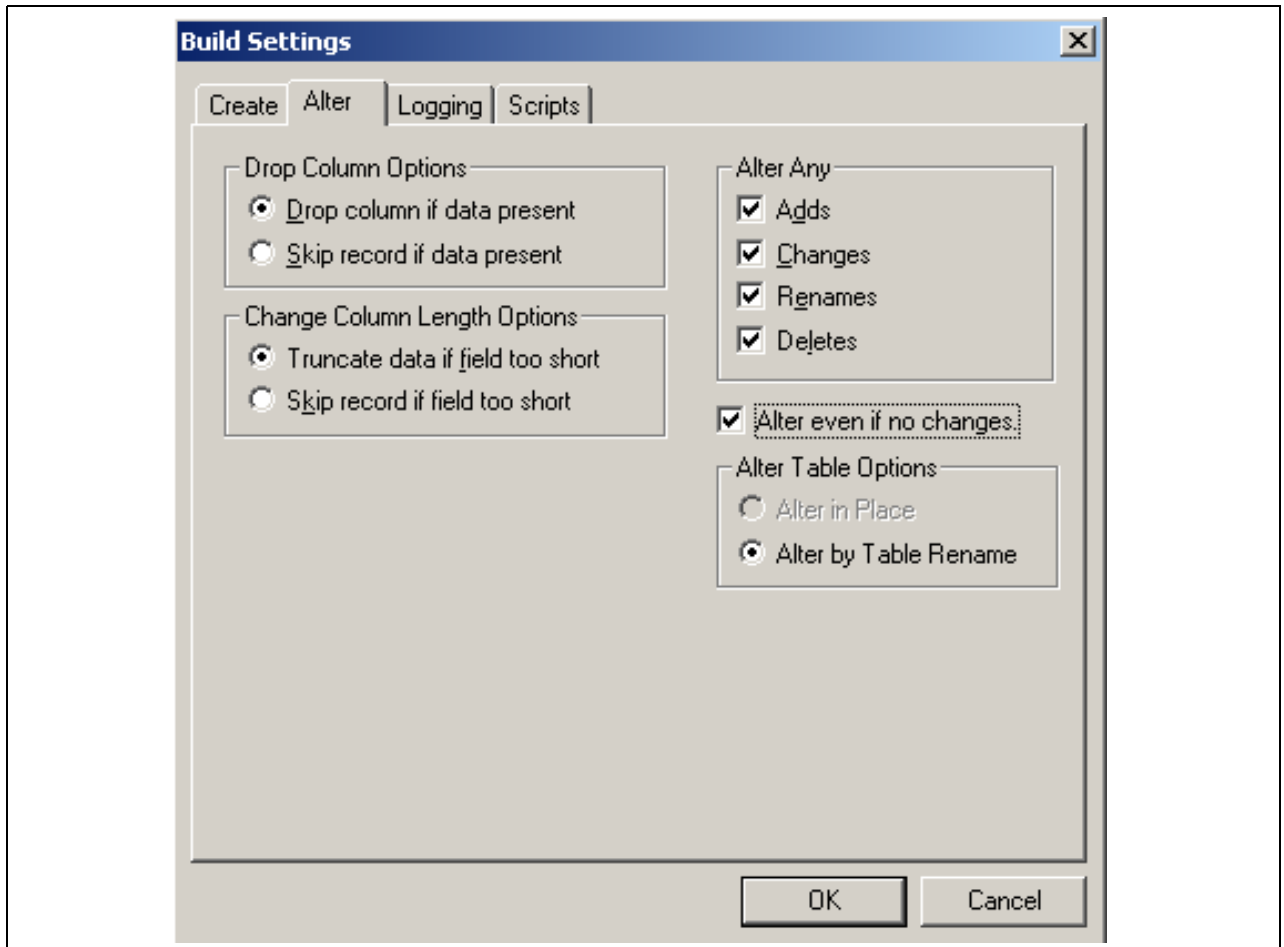 Build Settings
Create Alter Logging Scripts
Drop Column Options
Drop column if data present
Skip record if data present
Change Column Length Options
Truncate data if field too short
Skip record if field too short
Alter Any
Adds
Changes
Renames
Deletes
Alter even if no changes.
Alter Table Options
Alter in Place
Alter by Table Rename
OK Cancel